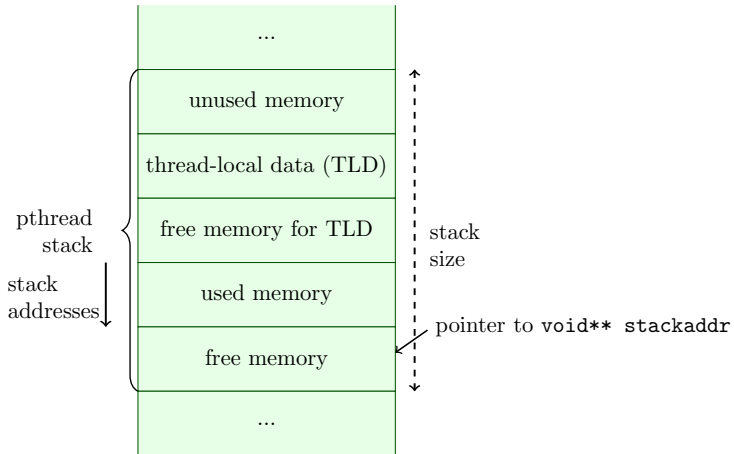 ...
unused memory
thread-local data (TLD)
free memory for TLD
used memory
free memory
...
pthread
stack
stack
addresses
stack
size
pointer to void** stackaddr